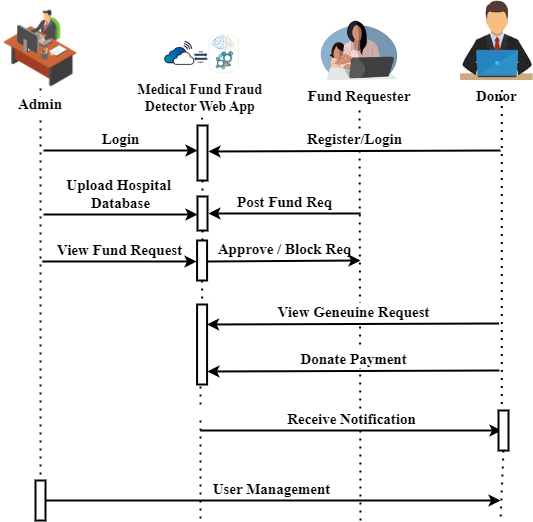 Admin
Medical Fund Fraud
Detector Web App
Fund Requester
Donor
Login
Register/Login
Upload Hospital
Database
Post Fund Req
View Fund Request
Approve / Block Req
View Geneuine Request
Donate Payment
Receive Notification
User Management